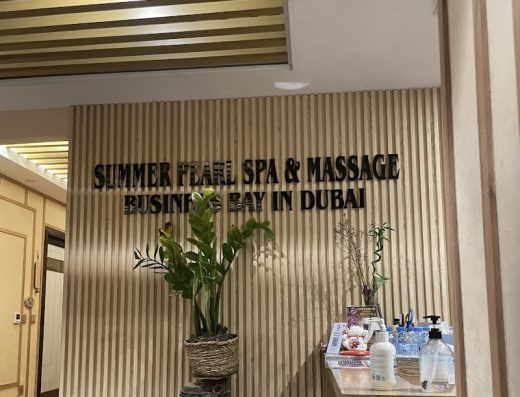 SUMMER PEARL SPA & MASSAGE
BUSINESS BAY IN DUBAI